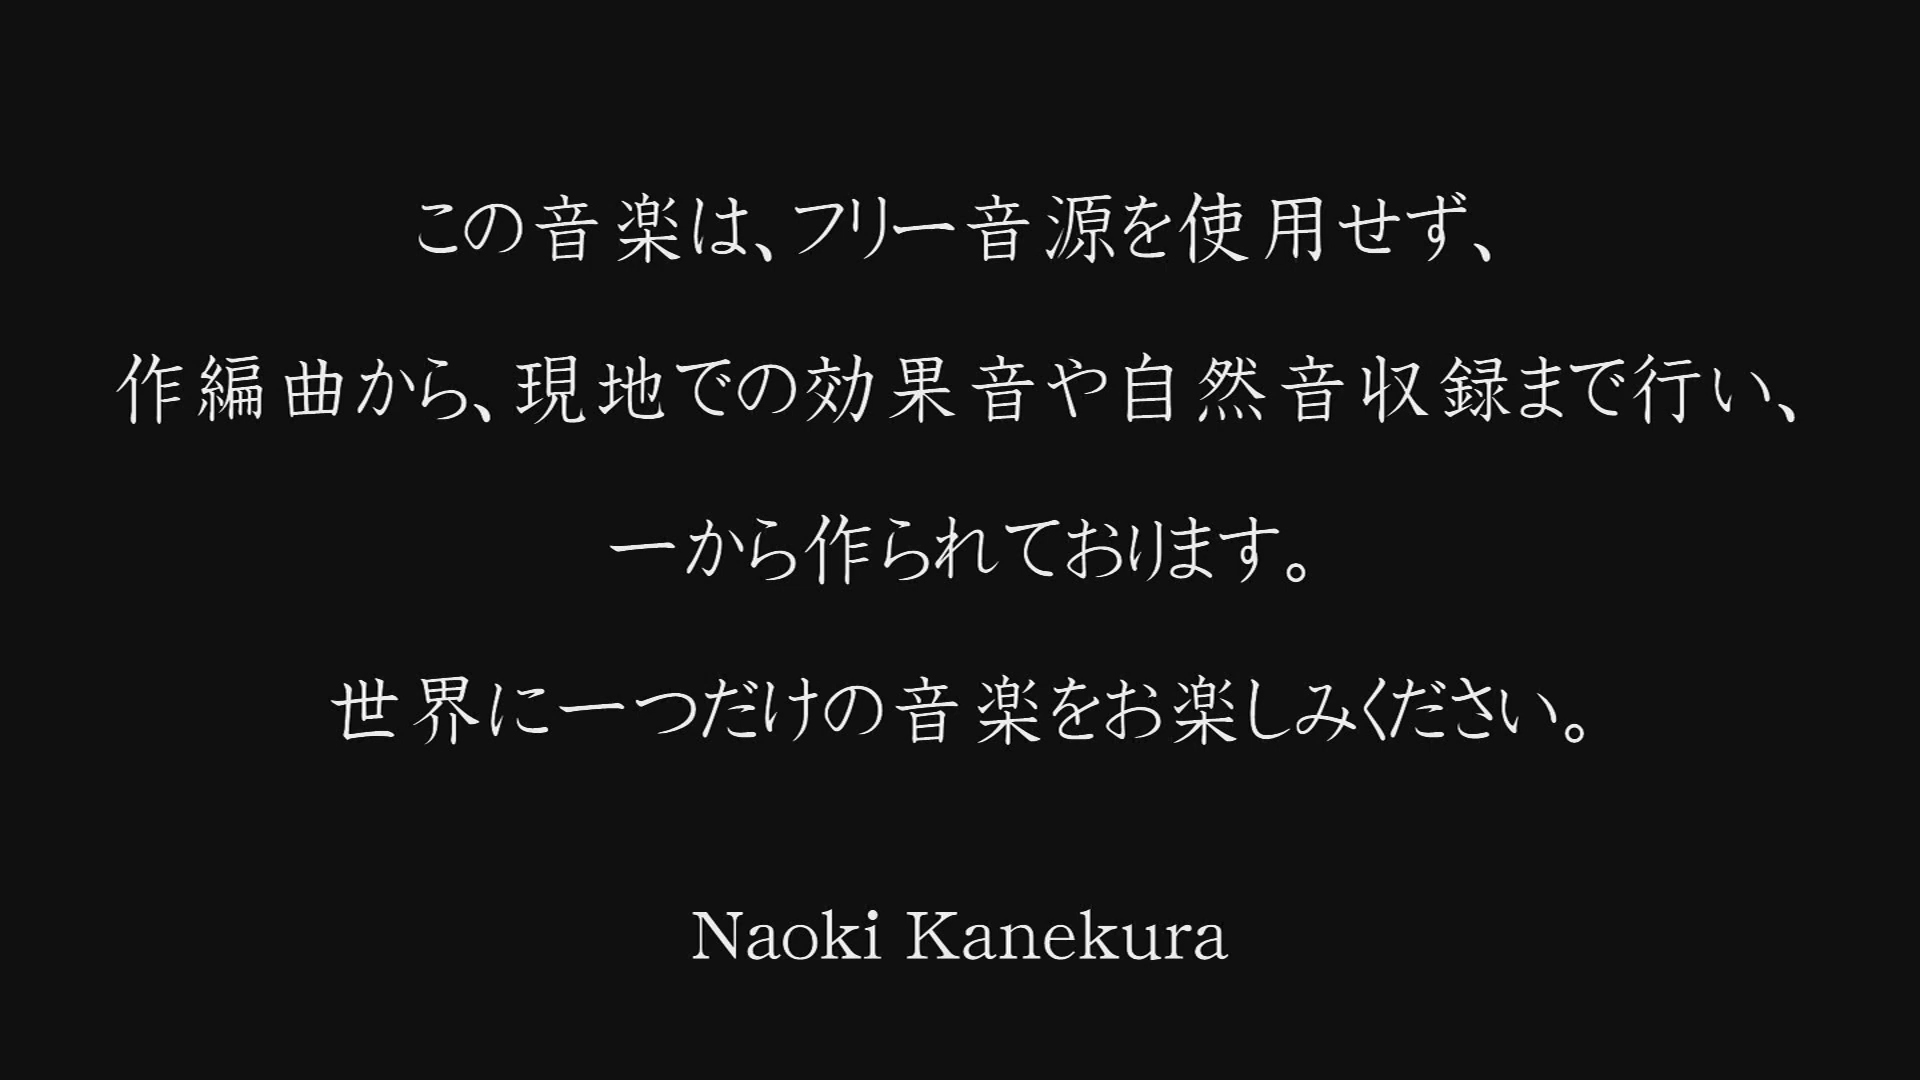 この音楽は、フリー音源を使用せず、
作編曲から、現地での効果音や自然音収録まで行い、
一から作られております。
世界に一つだけの音楽をお楽しみください。
Naoki Kanekura